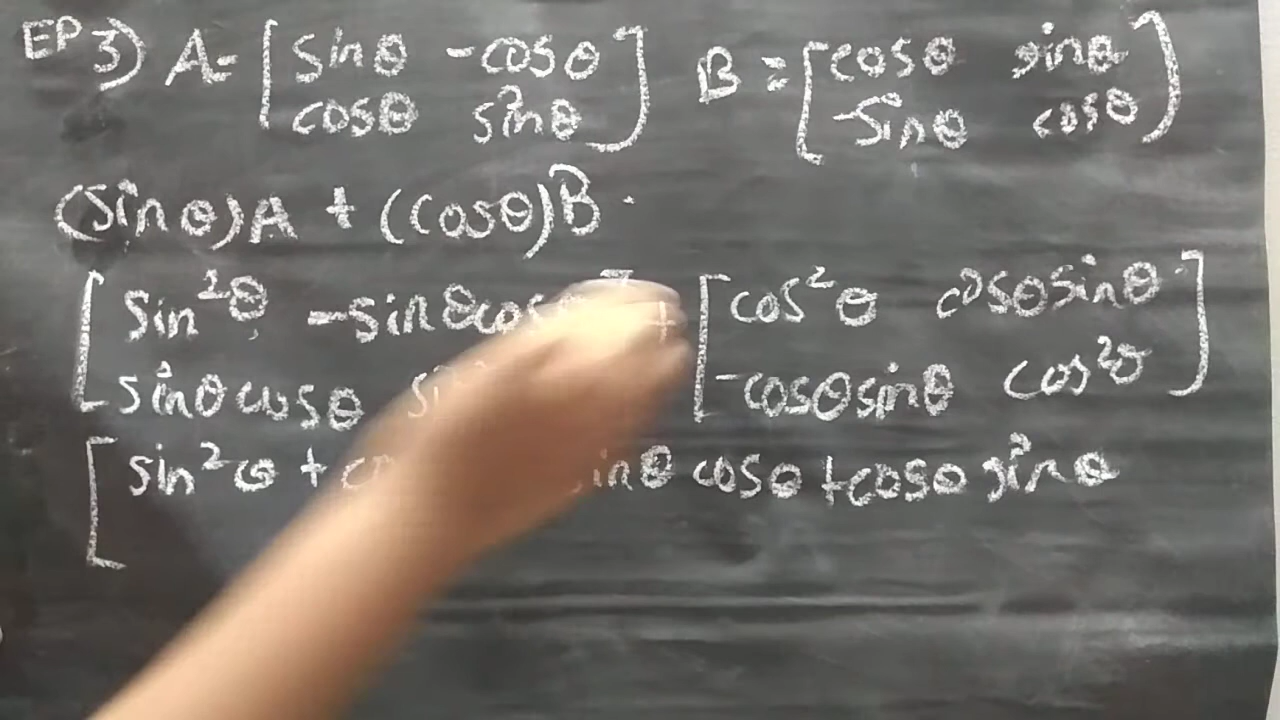 EP 3) A= [ sinθ -cosθ ] B = [ cosθ sinθ ]
cosθ sinθ -sinθ cosθ
(sinθ)A + (cosθ)B.
[ sin²θ -sinθcos + [ cos²θ cosθsinθ ]
sinθcosθ -cosθsinθ cos²θ
[ sin²θ + cosθ +cosθ sinθ